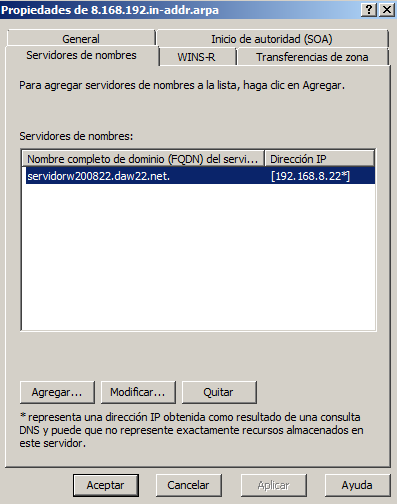 Propiedades de 8.168.192.in-addr.arpa
General Inicio de autoridad (SOA)
Servidores de nombres WINS-R Transferencias de zona
Para agregar servidores de nombres a la lista, haga clic en Agregar.
Servidores de nombres:
Nombre completo de dominio (FQDN) del servi... Dirección IP
servidorw200822.daw22.net. [192.168.8.22*]
Agregar... Modificar... Quitar
* representa una dirección IP obtenida como resultado de una consulta
DNS y puede que no represente exactamente recursos almacenados en
este servidor.
Aceptar Cancelar Aplicar Ayuda